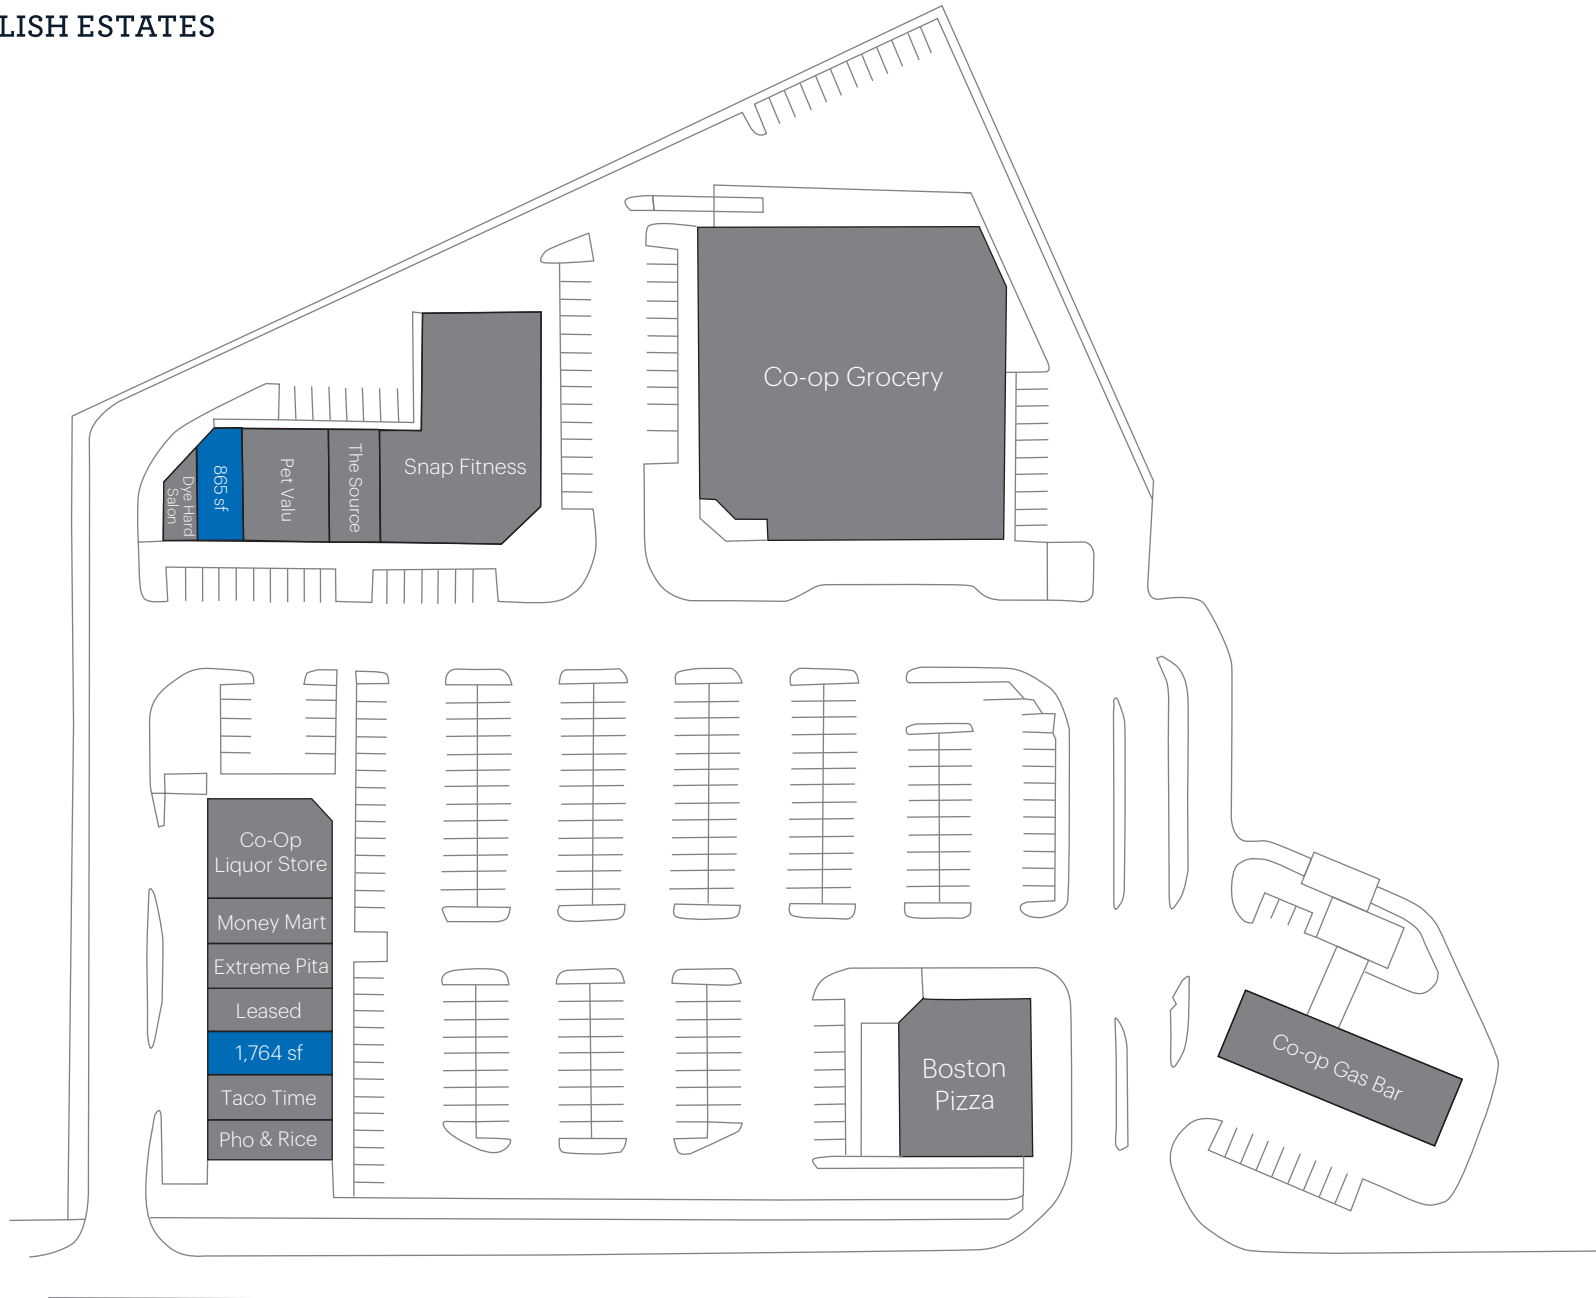 LISH ESTATES
Co-op Grocery
Snap Fitness
The Source
Pet Valu
865 sf
Dye Hard
Salon
Co-Op
Liquor Store
Money Mart
Extreme Pita
Leased
1,764 sf
Taco Time
Pho & Rice
Boston
Pizza
Co-op Gas Bar